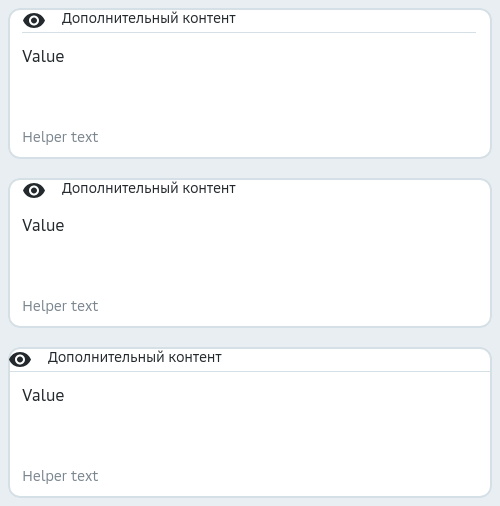 Дополнительный контент
Value
Helper text
Дополнительный контент
Value
Helper text
Дополнительный контент
Value
Helper text